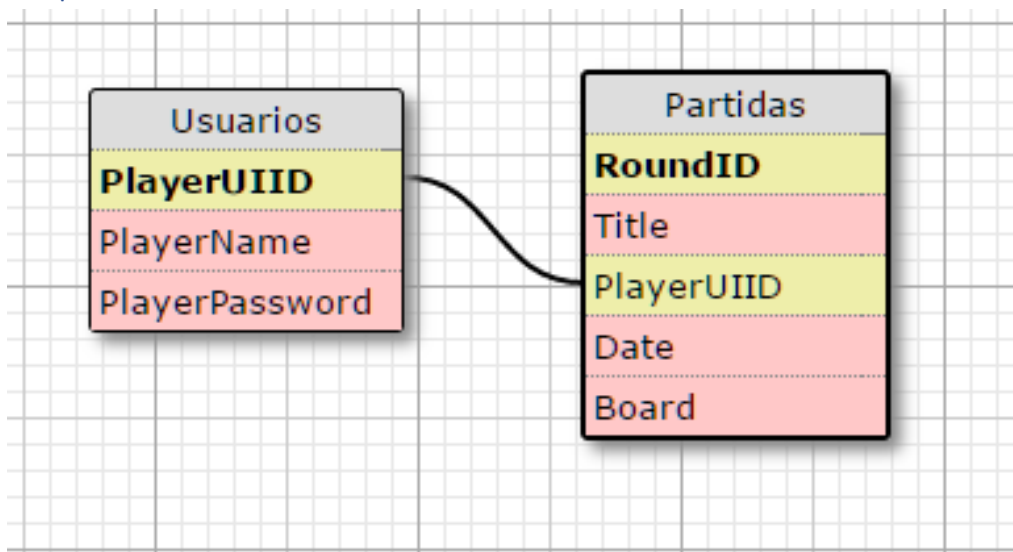 Usuarios
PlayerUIID
PlayerName
PlayerPassword
Partidas
RoundID
Title
PlayerUIID
Date
Board